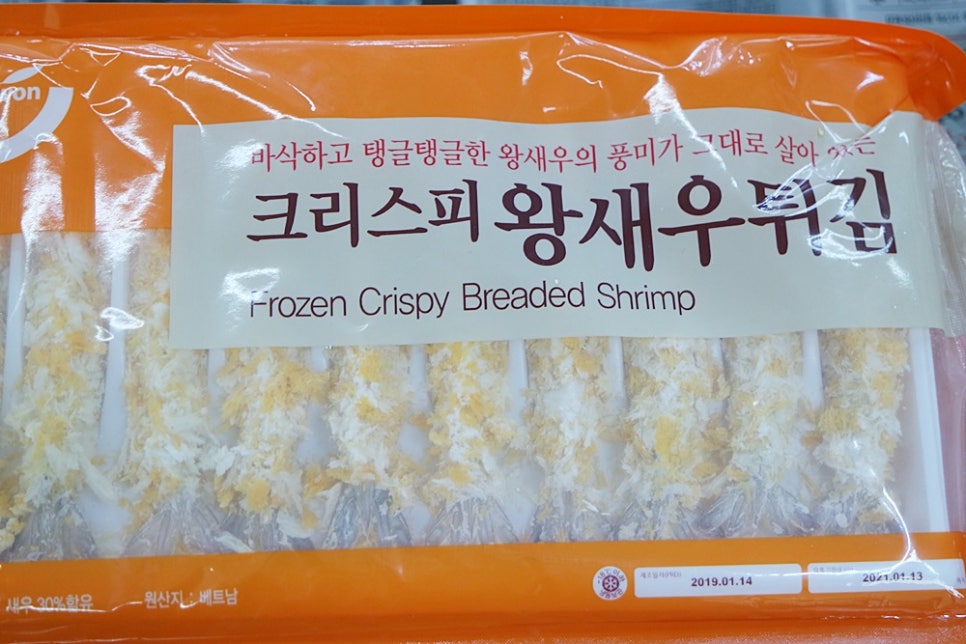 바삭하고 탱글탱글한 왕새우의 풍미가 그대로 살아 있는
크리스피 왕새우튀김
Frozen Crispy Breaded Shrimp
2019.01.14
2021.01.13
새우 30%함유 원산지 : 베트남